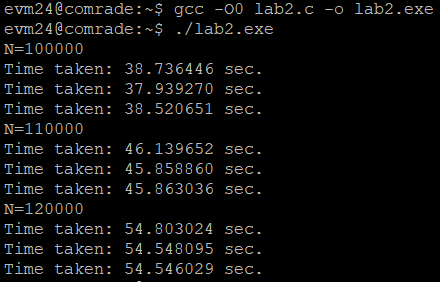 evm24@comrade:~$ gcc -O0 lab2.c -o lab2.exe
evm24@comrade:~$ ./lab2.exe
N=100000
Time taken: 38.736446 sec.
Time taken: 37.939270 sec.
Time taken: 38.520651 sec.
N=110000
Time taken: 46.139652 sec.
Time taken: 45.858860 sec.
Time taken: 45.863036 sec.
N=120000
Time taken: 54.803024 sec.
Time taken: 54.548095 sec.
Time taken: 54.546029 sec.